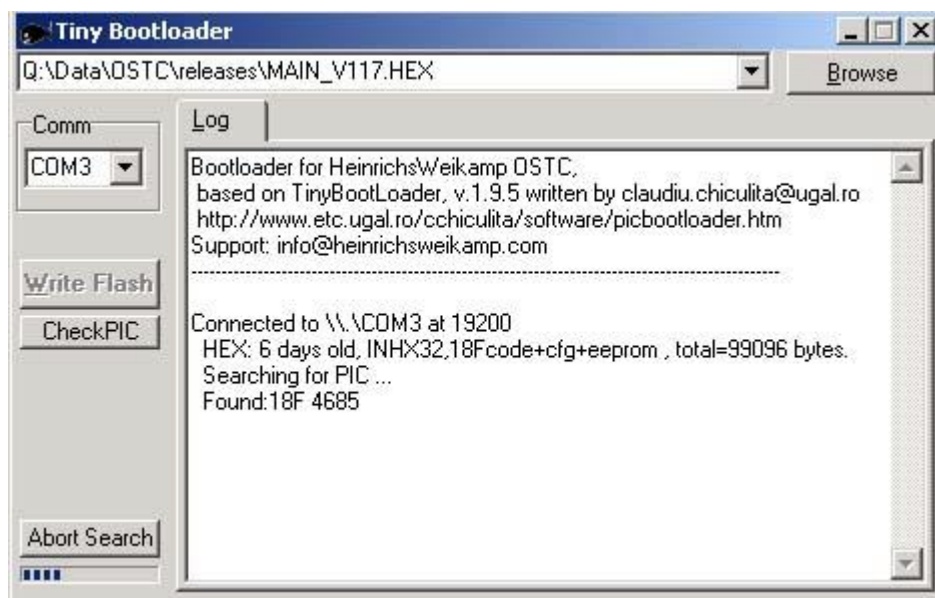 Tiny Bootloader
Q:\Data\OSTC\releases\MAIN_V117.HEX
Browse
Comm
Log
COM3
Bootloader for HeinrichsWeikamp OSTC,
based on TinyBootLoader, v.1.9.5 written by claudiu.chiculita@ugal.ro
http://www.etc.ugal.ro/cchiculita/software/picbootloader.htm
Support: info@heinrichsweikamp.com
--------------------------------------------------------------------------------
Write Flash
CheckPIC
Connected to \\.\COM3 at 19200
HEX: 6 days old, INHX32,18Fcode+cfg+eeprom , total=99096 bytes.
Searching for PIC ...
Found:18F 4685
Abort Search